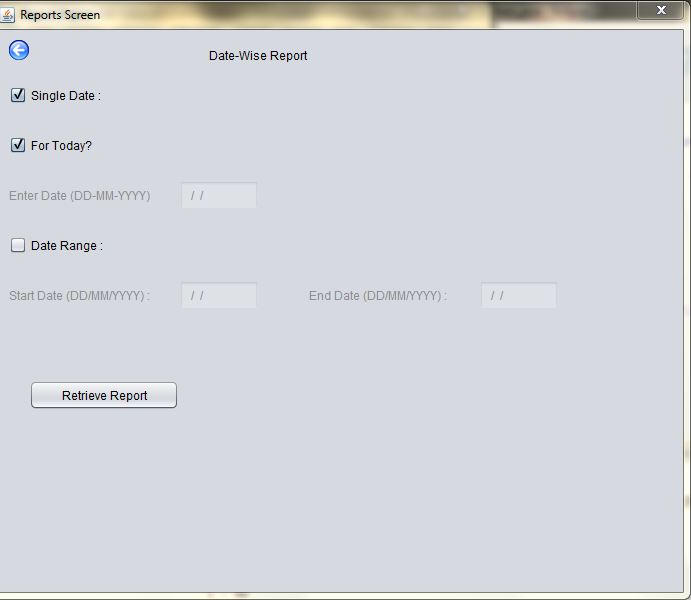 Reports Screen
Date-Wise Report
Single Date :
For Today?
Enter Date (DD-MM-YYYY) / /
Date Range :
Start Date (DD/MM/YYYY) : / / End Date (DD/MM/YYYY) : / /
Retrieve Report